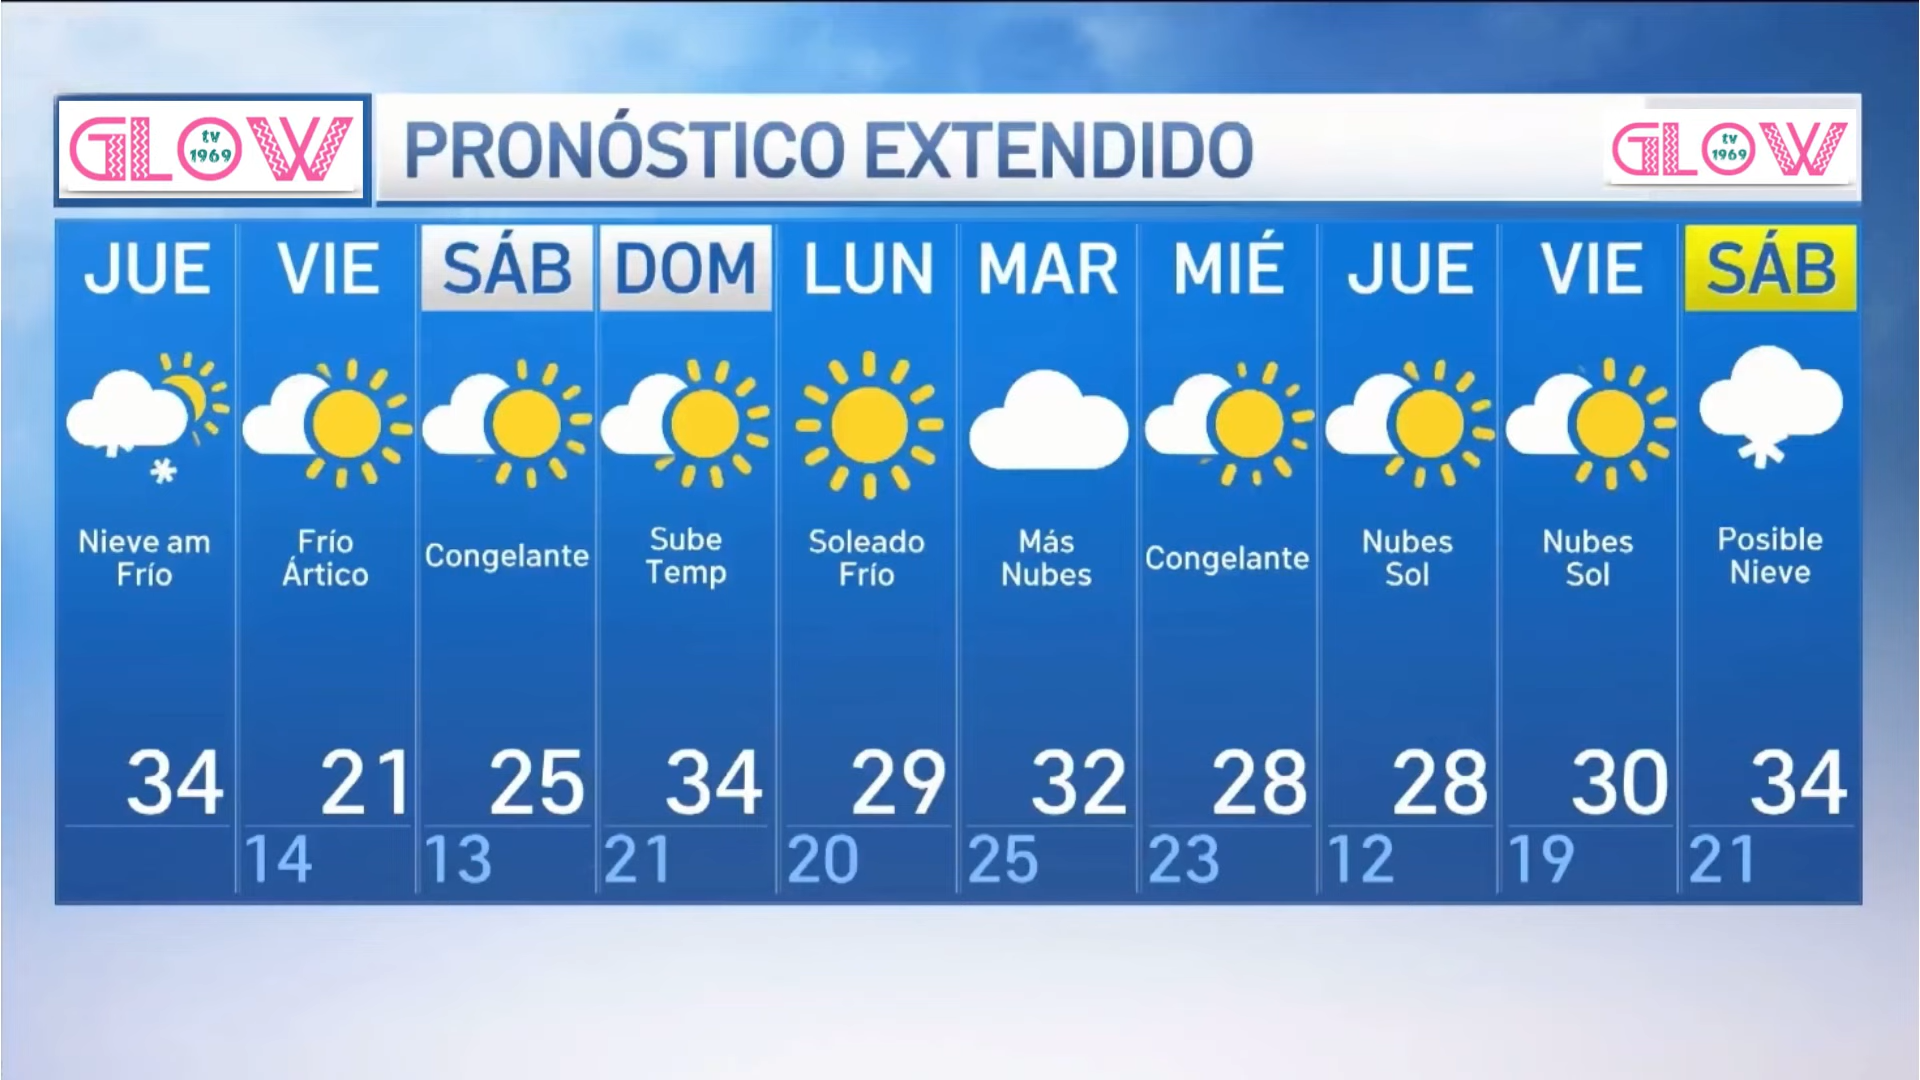 GLOW
tv
1969
PRONÓSTICO EXTENDIDO
GLOW
tv
1969
JUE VIE SÁB DOM LUN MAR MIÉ JUE VIE SÁB
Nieve am
Frío
Frío
Ártico
Congelante
Sube
Temp
Soleado
Frío
Más
Nubes
Congelante
Nubes
Sol
Nubes
Sol
Posible
Nieve
34 21 25 34 29 32 28 28 30 34
14 13 21 20 25 23 12 19 21